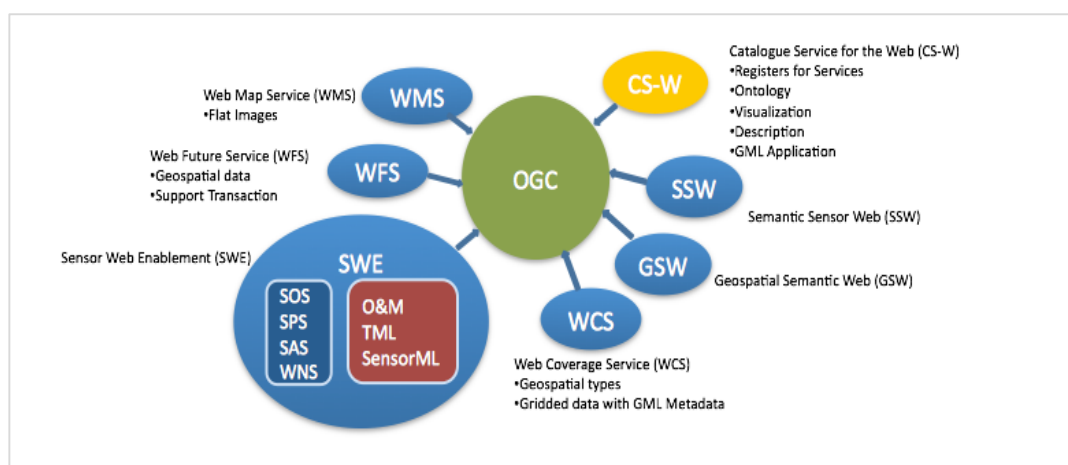 Web Map Service (WMS)
•Flat Images
WMS
CS-W
Catalogue Service for the Web (CS-W)
•Registers for Services
•Ontology
•Visualization
•Description
•GML Application
Web Future Service (WFS)
•Geospatial data
•Support Transaction
WFS
OGC
SSW
Semantic Sensor Web (SSW)
Sensor Web Enablement (SWE)
SWE
SOS
SPS
SAS
WNS
O&M
TML
SensorML
GSW
Geospatial Semantic Web (GSW)
WCS
Web Coverage Service (WCS)
•Geospatial types
•Gridded data with GML Metadata